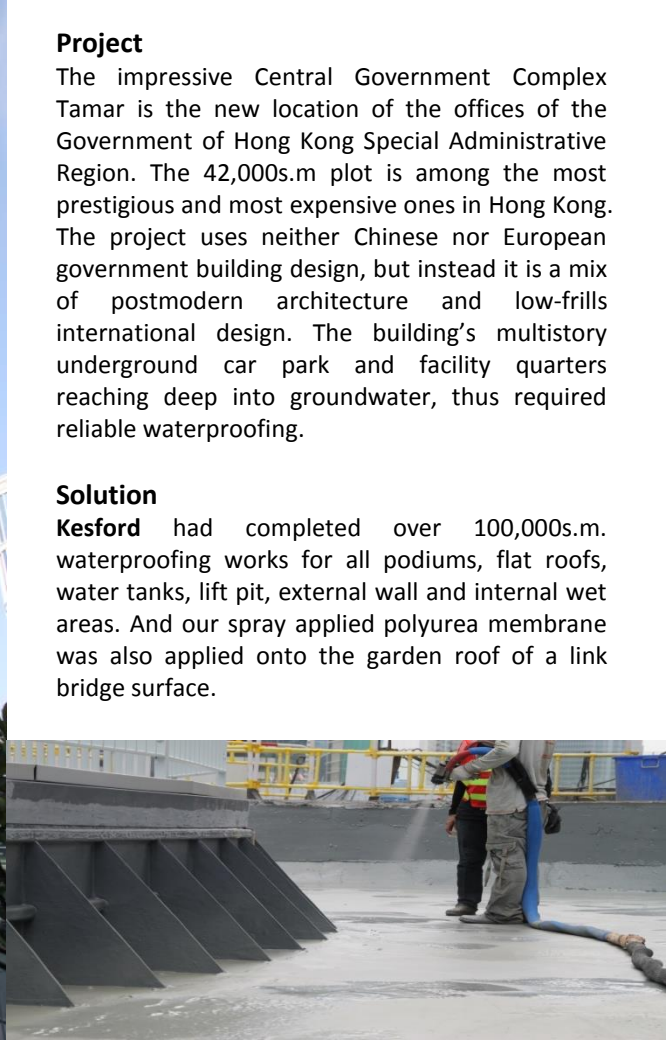 Project
The impressive Central Government Complex
Tamar is the new location of the offices of the
Government of Hong Kong Special Administrative
Region. The 42,000s.m plot is among the most
prestigious and most expensive ones in Hong Kong.
The project uses neither Chinese nor European
government building design, but instead it is a mix
of postmodern architecture and low-frills
international design. The building’s multistory
underground car park and facility quarters
reaching deep into groundwater, thus required
reliable waterproofing.
Solution
Kesford had completed over 100,000s.m.
waterproofing works for all podiums, flat roofs,
water tanks, lift pit, external wall and internal wet
areas. And our spray applied polyurea membrane
was also applied onto the garden roof of a link
bridge surface.